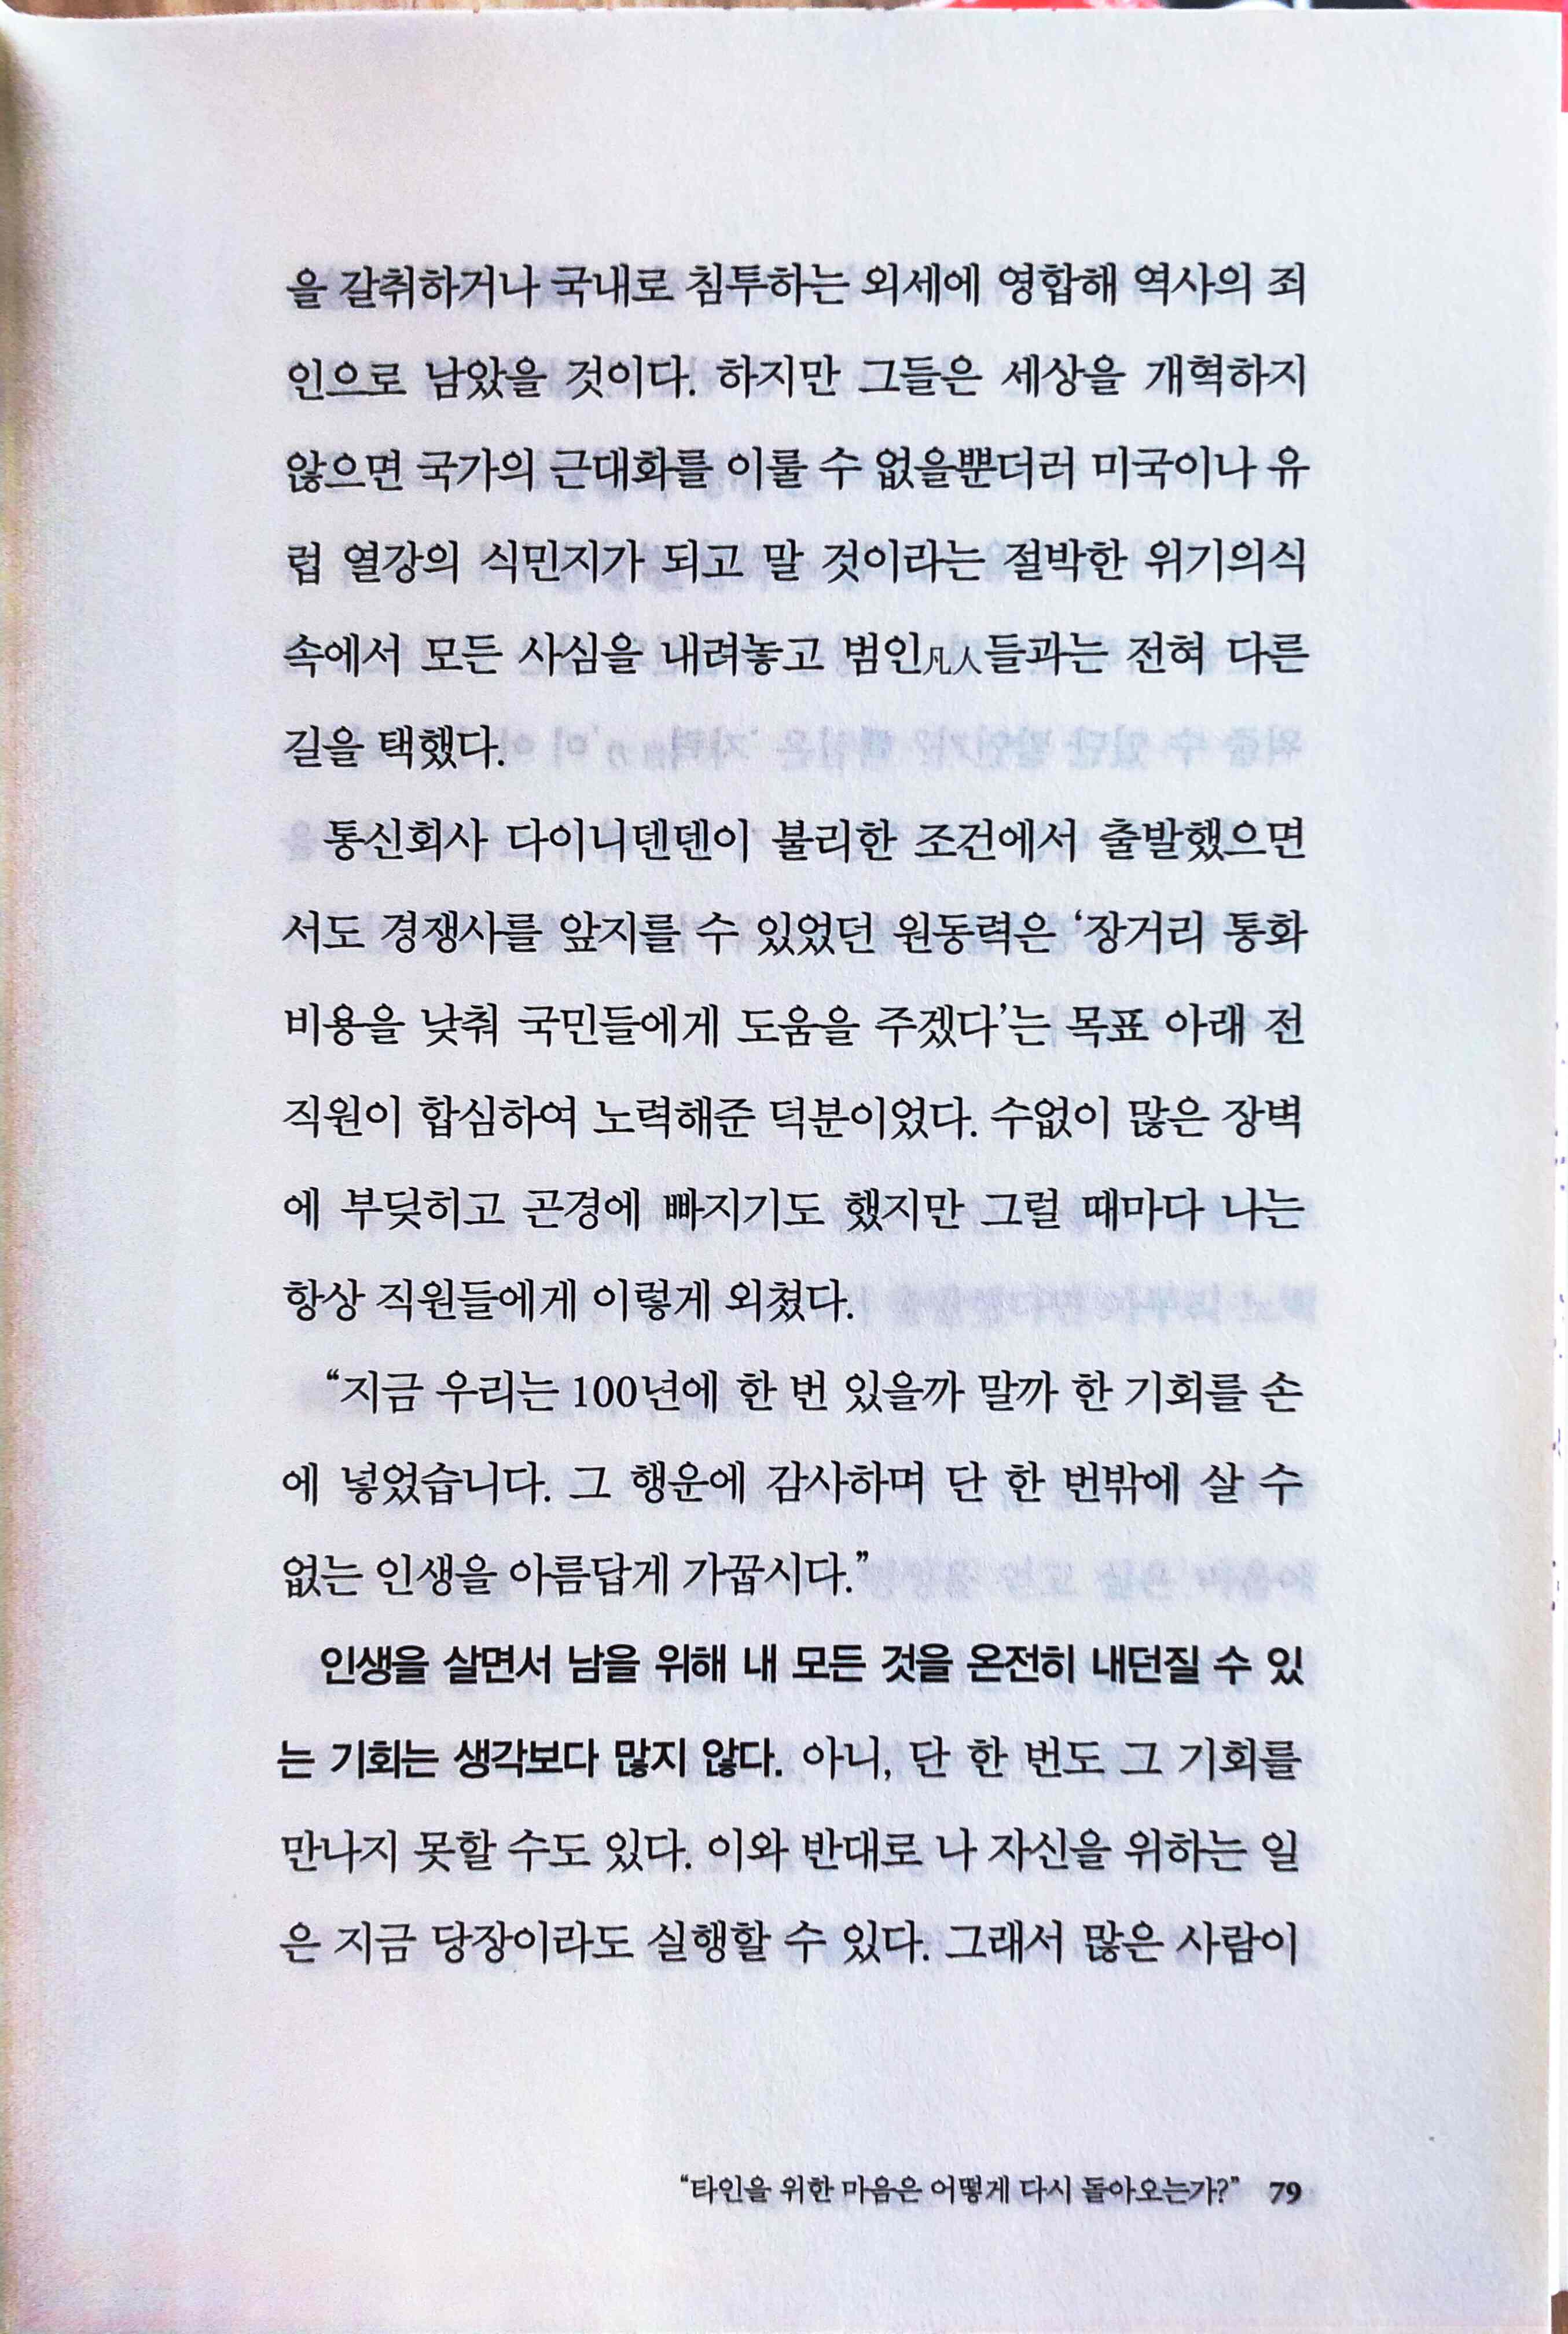 을 갈취하거나 국내로 침투하는 외세에 영합해 역사의 죄
인으로 남았을 것이다. 하지만 그들은 세상을 개혁하지
않으면 국가의 근대화를 이룰 수 없을뿐더러 미국이나 유
럽 열강의 식민지가 되고 말 것이라는 절박한 위기의식
속에서 모든 사심을 내려놓고 범인凡人들과는 전혀 다른
길을 택했다.
통신회사 다이니덴덴이 불리한 조건에서 출발했으면
서도 경쟁사를 앞지를 수 있었던 원동력은 ‘장거리 통화
비용을 낮춰 국민들에게 도움을 주겠다’는 목표 아래 전
직원이 합심하여 노력해준 덕분이었다. 수없이 많은 장벽
에 부딪히고 곤경에 빠지기도 했지만 그럴 때마다 나는
항상 직원들에게 이렇게 외쳤다.
“지금 우리는 100년에 한 번 있을까 말까 한 기회를 손
에 넣었습니다. 그 행운에 감사하며 단 한 번밖에 살 수
없는 인생을 아름답게 가꿉시다.”
인생을 살면서 남을 위해 내 모든 것을 온전히 내던질 수 있
는 기회는 생각보다 많지 않다. 아니, 단 한 번도 그 기회를
만나지 못할 수도 있다. 이와 반대로 나 자신을 위하는 일
은 지금 당장이라도 실행할 수 있다. 그래서 많은 사람이
“타인을 위한 마음은 어떻게 다시 돌아오는가?” 79